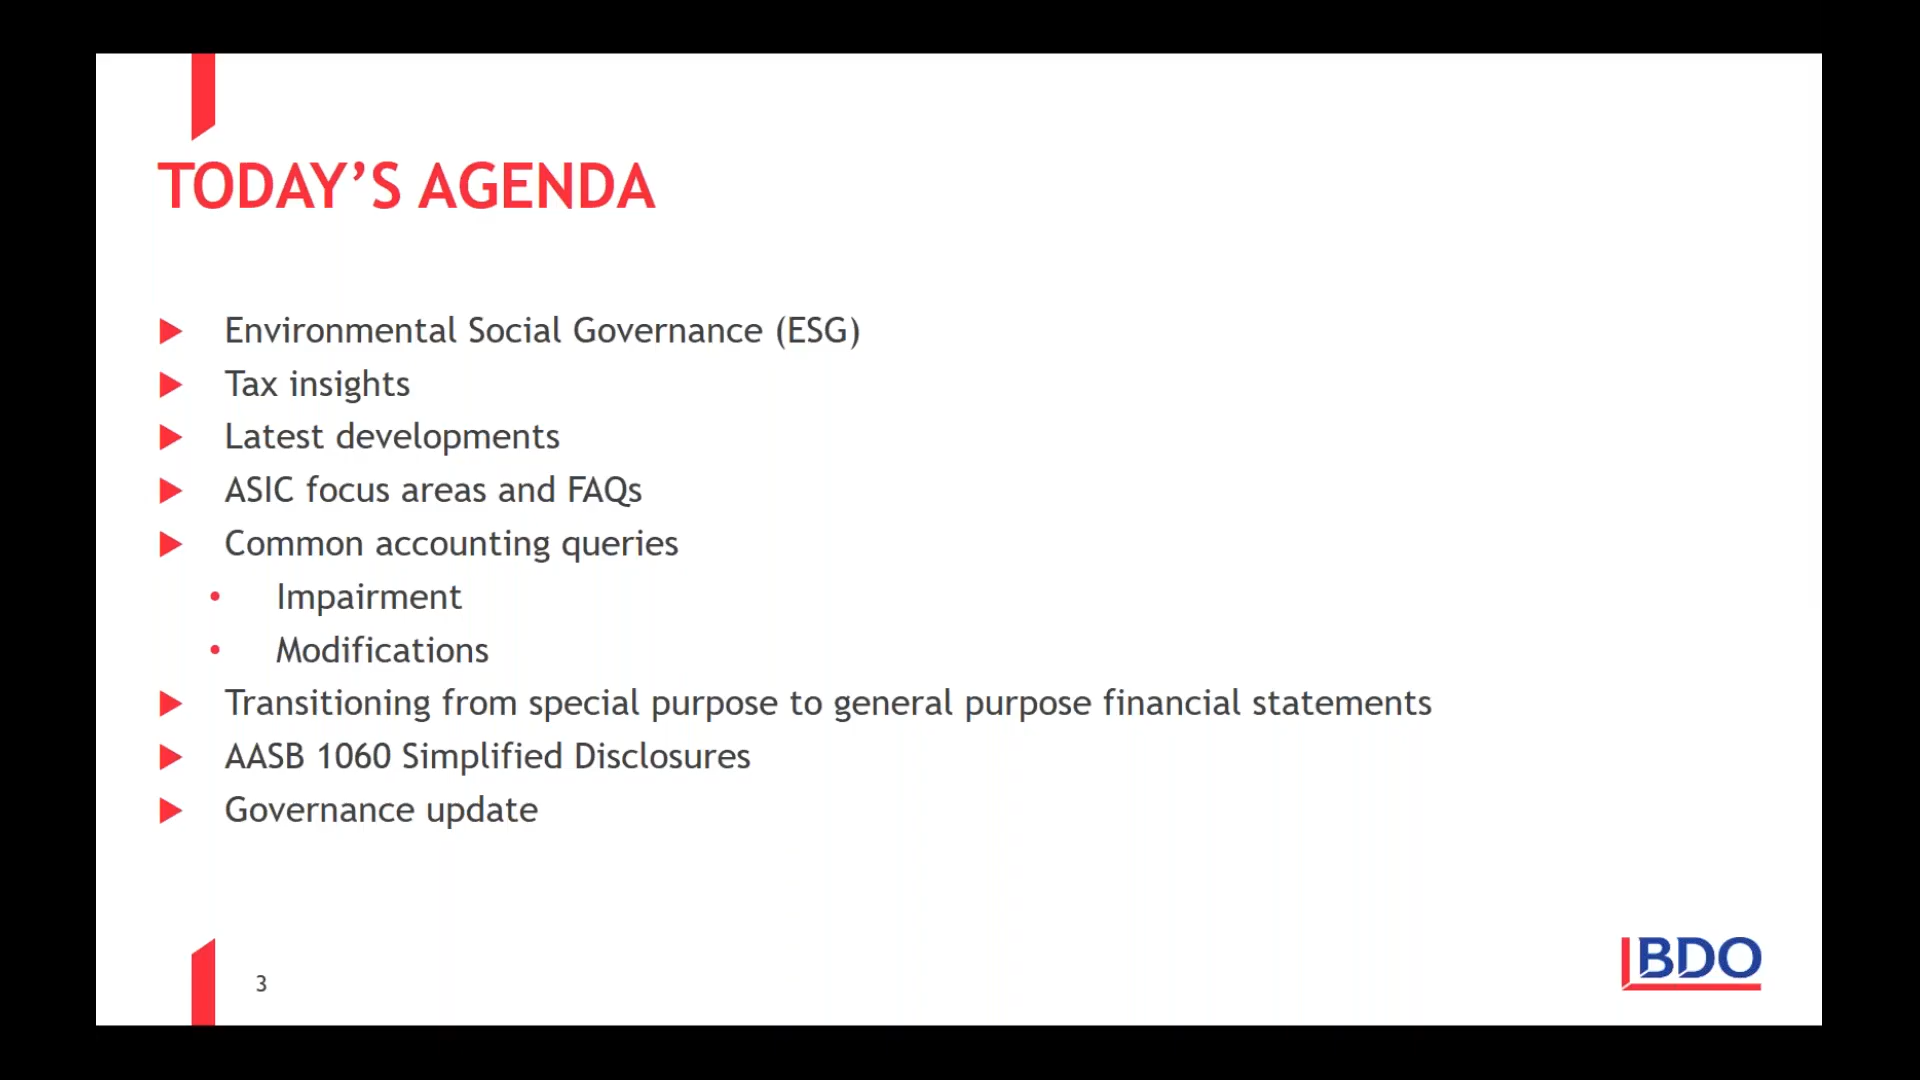 TODAY’S AGENDA
Environmental Social Governance (ESG)
Tax insights
Latest developments
ASIC focus areas and FAQs
Common accounting queries
Impairment
Modifications
Transitioning from special purpose to general purpose financial statements
AASB 1060 Simplified Disclosures
Governance update
3
BDO